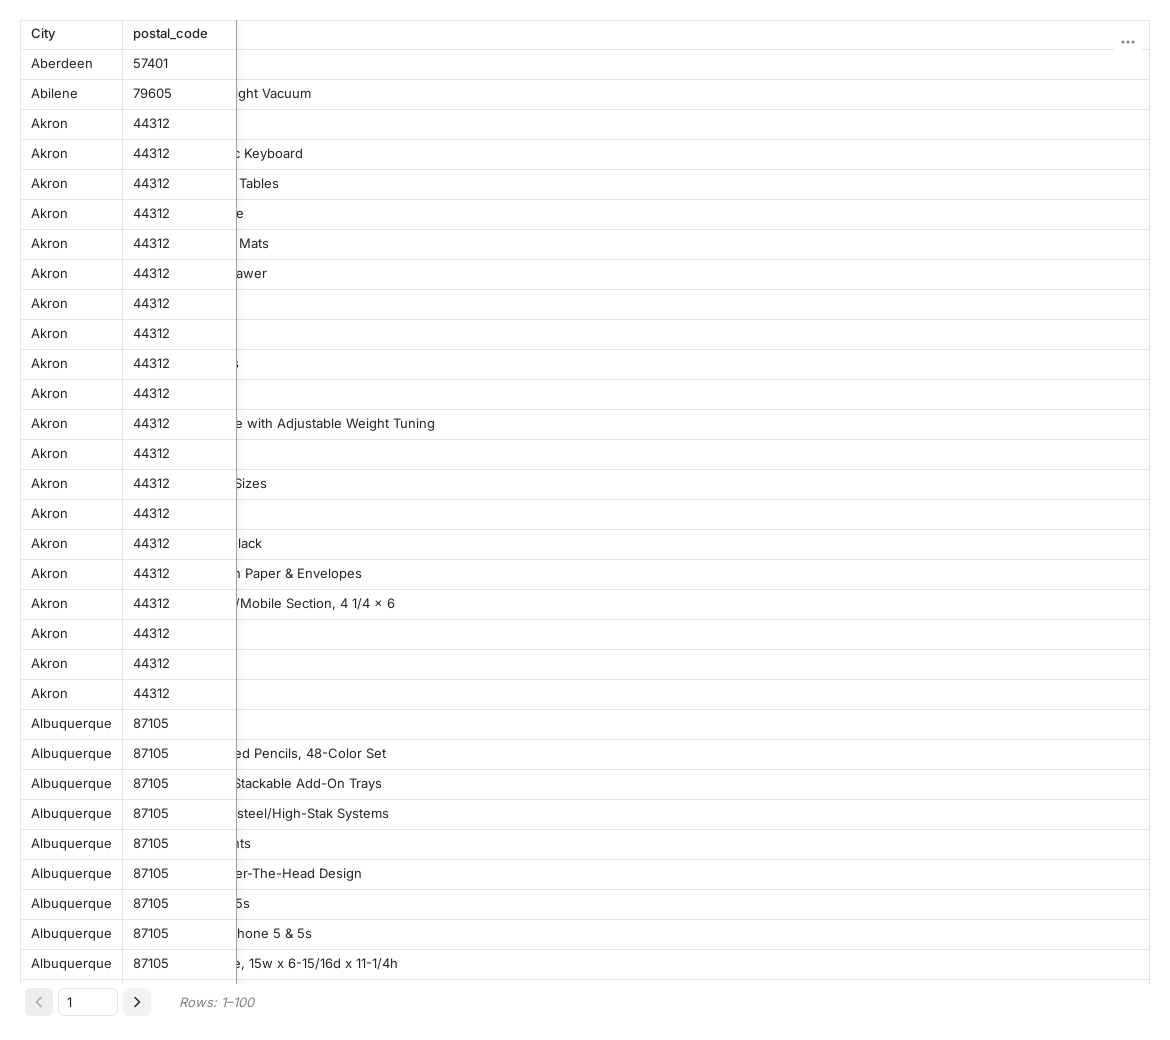 City postal_code
Aberdeen 57401
Abilene 79605 ght Vacuum
Akron 44312
Akron 44312 Keyboard
Akron 44312 Tables
Akron 44312 e
Akron 44312 Mats
Akron 44312 awer
Akron 44312
Akron 44312
Akron 44312
Akron 44312
Akron 44312 e with Adjustable Weight Tuning
Akron 44312
Akron 44312 Sizes
Akron 44312
Akron 44312 lack
Akron 44312 Paper & Envelopes
Akron 44312 /Mobile Section, 4 1/4 × 6
Akron 44312
Akron 44312
Akron 44312
Albuquerque 87105
Albuquerque 87105 ed Pencils, 48-Color Set
Albuquerque 87105 Stackable Add-On Trays
Albuquerque 87105 steel/High-Stak Systems
Albuquerque 87105 nts
Albuquerque 87105 er-The-Head Design
Albuquerque 87105 5s
Albuquerque 87105 hone 5 & 5s
Albuquerque 87105 e, 15w x 6-15/16d x 11-1/4h
1 Rows: 1–100